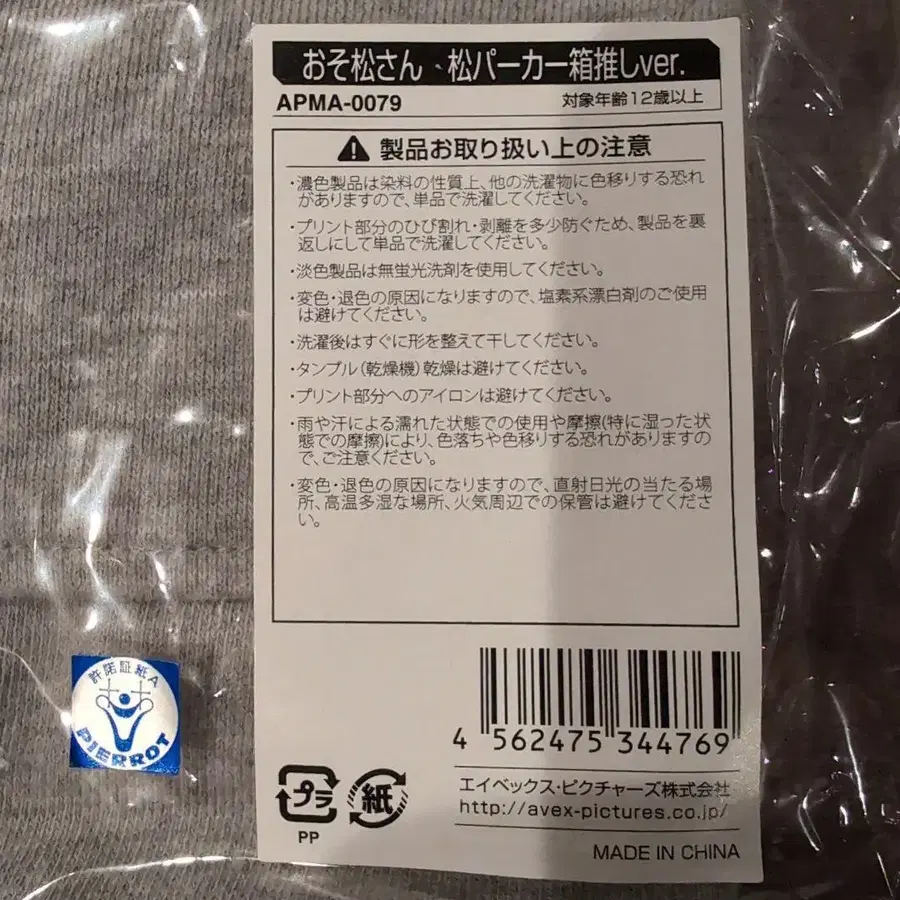 おそ松さん 、松パーカー箱推しver.
APMA-0079 対象年齢12歳以上
製品お取り扱い上の注意
・濃色製品は染料の性質上、他の洗濯物に色移りする恐れ
がありますので、単品で洗濯してください。
・プリント部分のひび割れ・剥離を多少防ぐため、製品を裏
返しにして単品で洗濯してください。
・淡色製品は無蛍光洗剤を使用してください。
・変色・退色の原因になりますので、塩素系漂白剤のご使用
は避けてください。
・洗濯後はすぐに形を整えて干してください。
・タンブル(乾燥機)乾燥は避けてください。
・プリント部分へのアイロンは避けてください。
・雨や汗による濡れた状態での使用や摩擦(特に湿った状
態での摩擦)により、色落ちや色移りする恐れがありますの
で、ご注意ください。
・変色・退色の原因になりますので、直射日光の当たる場
所、高温多湿な場所、火気周辺での保管は避けてくださ
い。
許諾証紙A
PIERROT
4 562475 344769
プラ
PP
紙
エイベックス・ピクチャーズ株式会社
http://avex-pictures.co.jp/
MADE IN CHINA